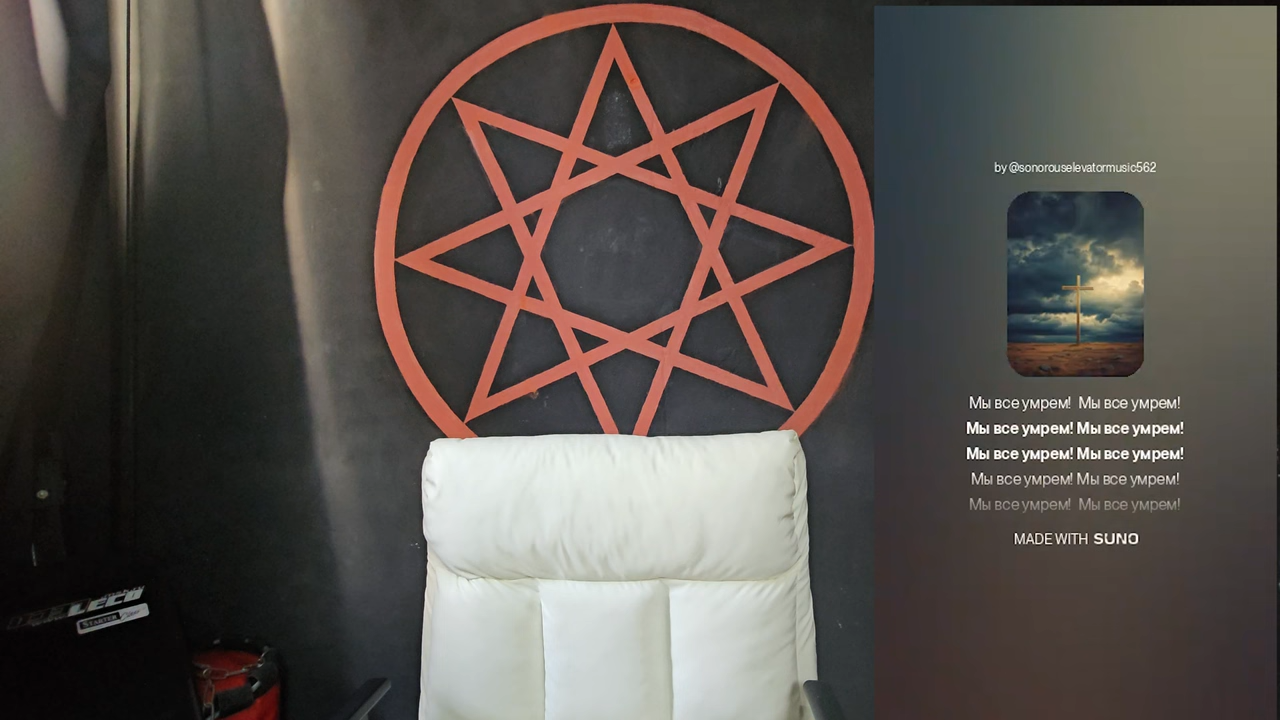 by @sonorouselevatormusic562
Мы все умрем! Мы все умрем!
Мы все умрем! Мы все умрем!
Мы все умрем! Мы все умрем!
Мы все умрем! Мы все умрем!
Мы все умрем! Мы все умрем!
MADE WITH SUNO
STARTER